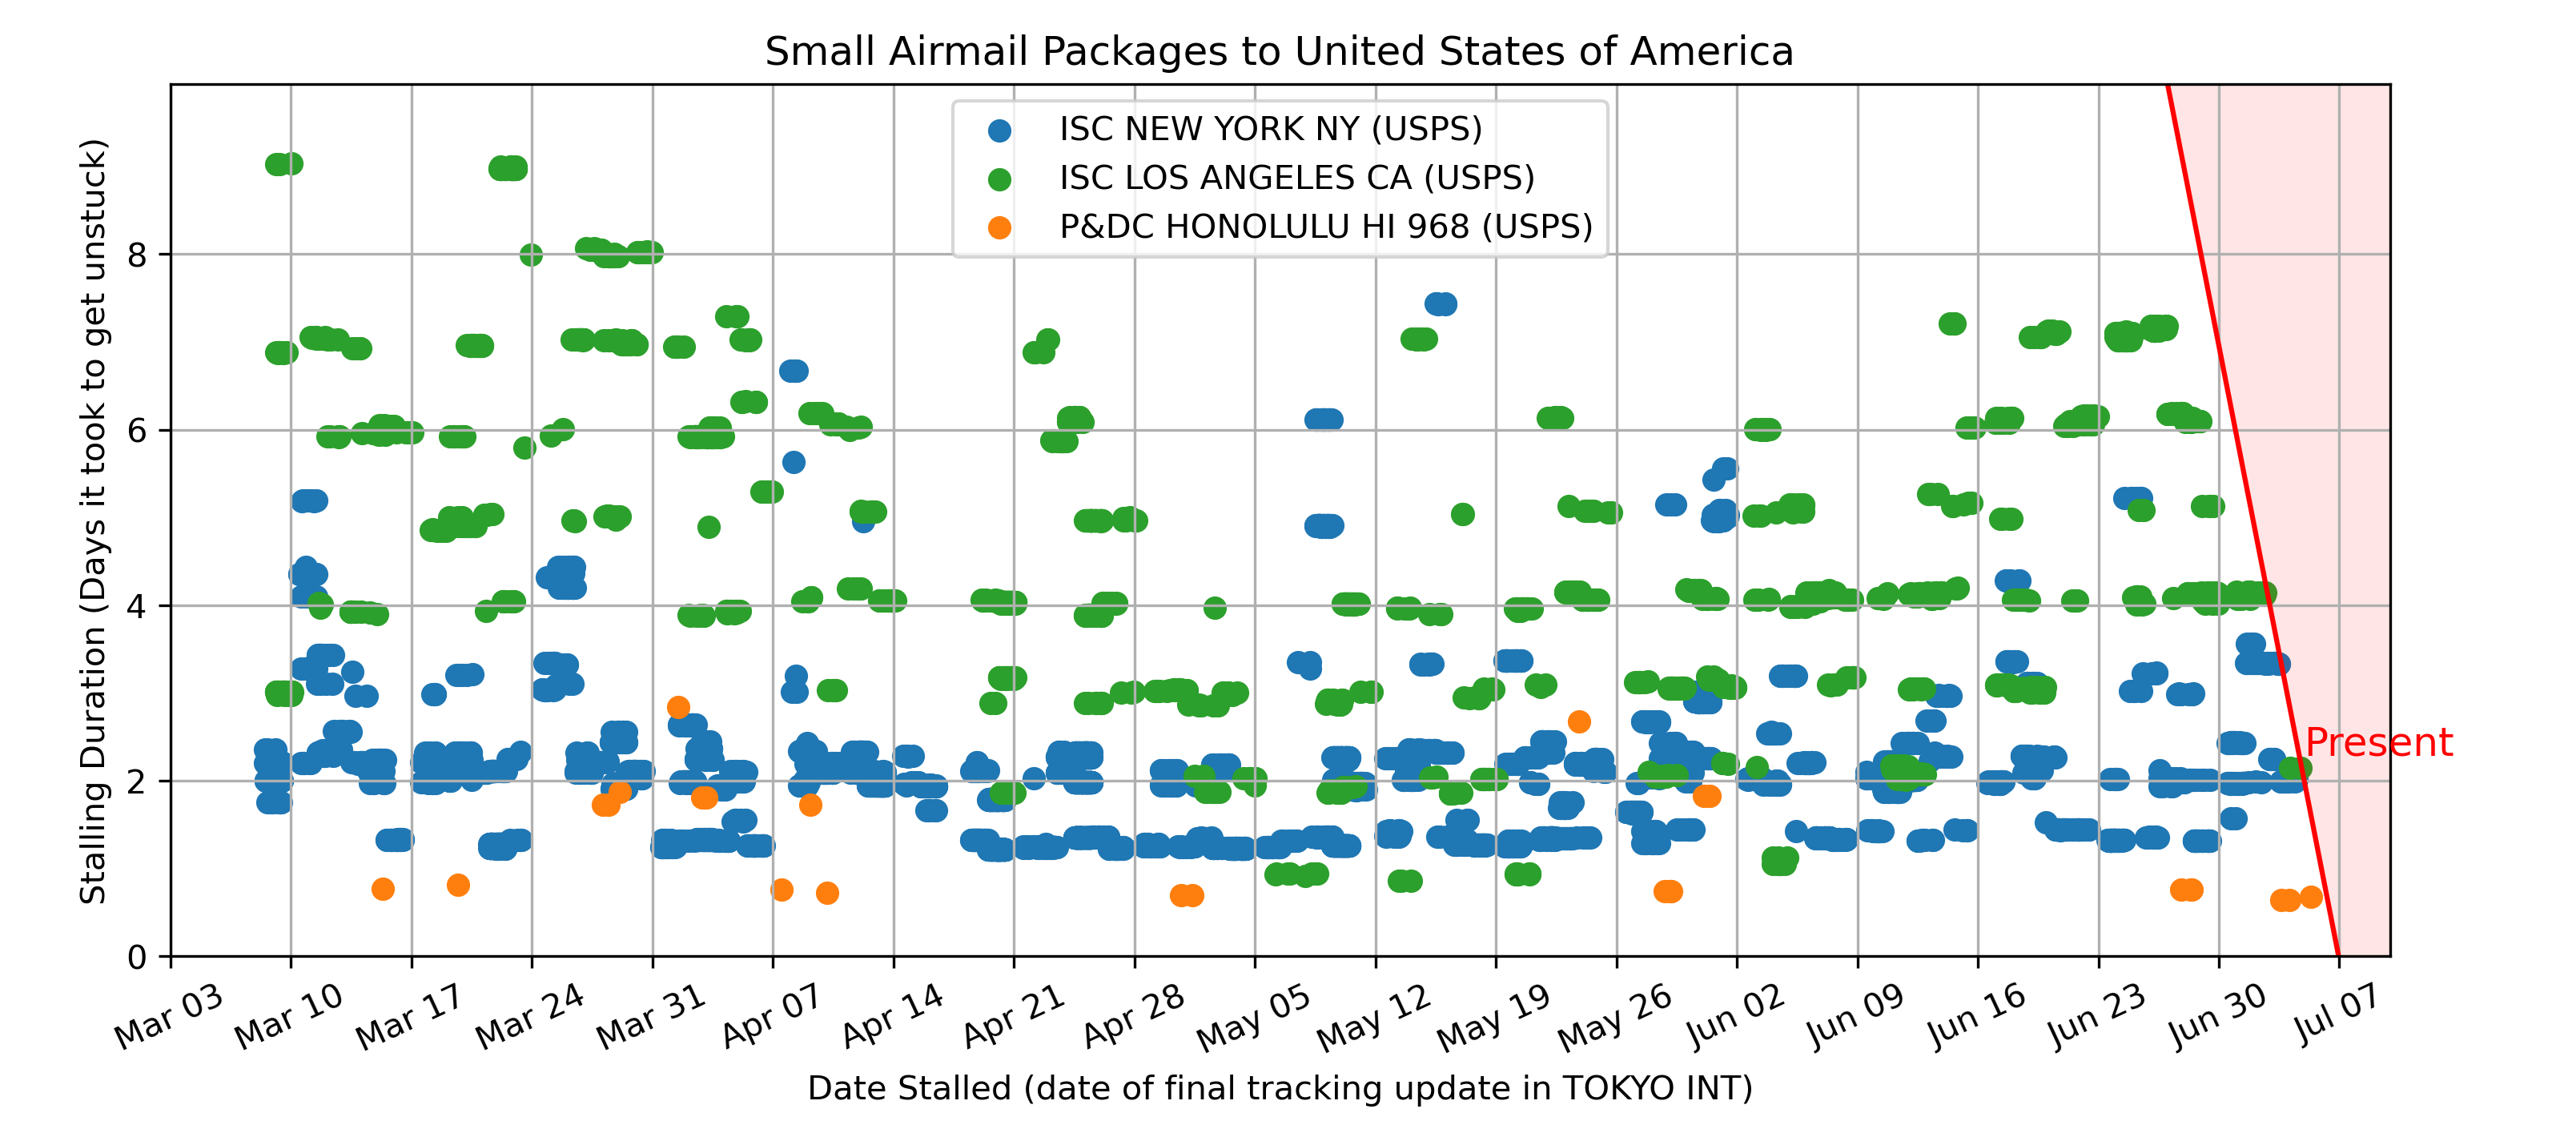 Small Airmail Packages to United States of America
ISC NEW YORK NY (USPS)
ISC LOS ANGELES CA (USPS)
P&DC HONOLULU HI 968 (USPS)
Stalling Duration (Days it took to get unstuck)
8
6
4
2
0
Present
Mar 03
Mar 10
Mar 17
Mar 24
Mar 31
Apr 07
Apr 14
Apr 21
Apr 28
May 05
May 12
May 19
May 26
Jun 02
Jun 09
Jun 16
Jun 23
Jun 30
Jul 07
Date Stalled (date of final tracking update in TOKYO INT)